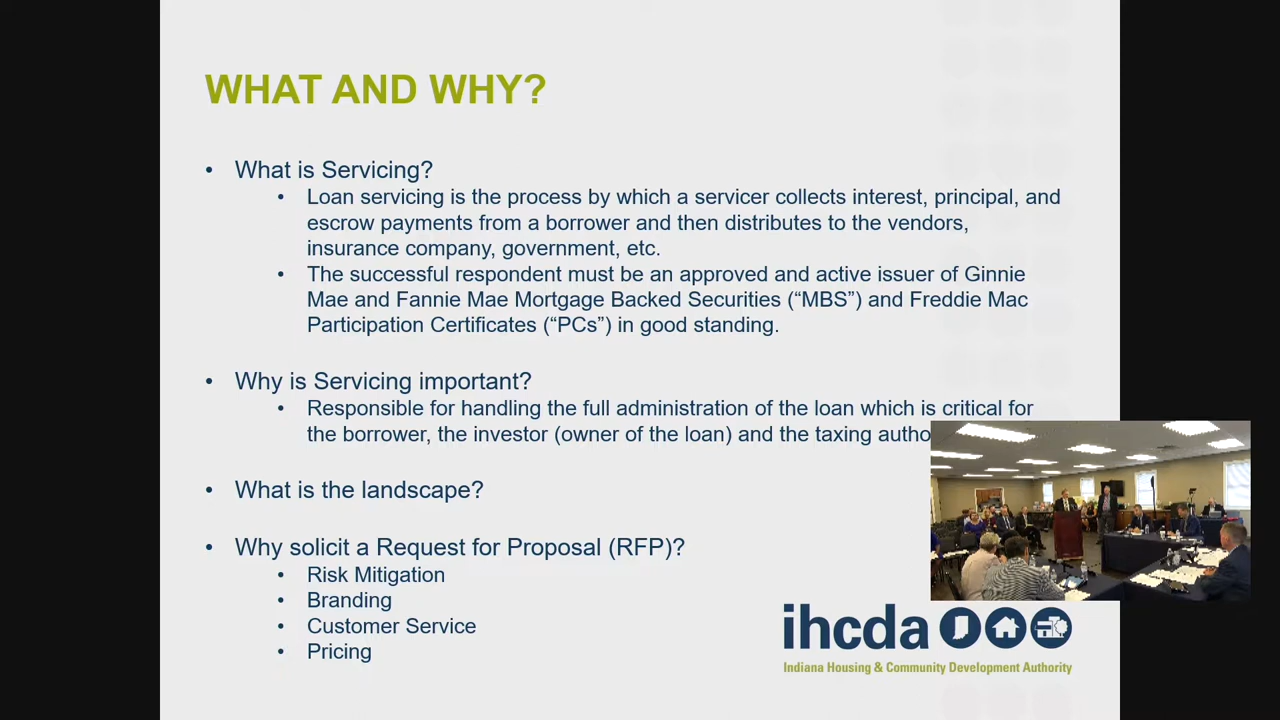 WHAT AND WHY?
• What is Servicing?
• Loan servicing is the process by which a servicer collects interest, principal, and
escrow payments from a borrower and then distributes to the vendors,
insurance company, government, etc.
• The successful respondent must be an approved and active issuer of Ginnie
Mae and Fannie Mae Mortgage Backed Securities (“MBS”) and Freddie Mac
Participation Certificates (“PCs”) in good standing.
• Why is Servicing important?
• Responsible for handling the full administration of the loan which is critical for
the borrower, the investor (owner of the loan) and the taxing
• What is the landscape?
• Why solicit a Request for Proposal (RFP)?
• Risk Mitigation
• Branding
• Customer Service
• Pricing
ihcda
Indiana Housing & Community Development Authority